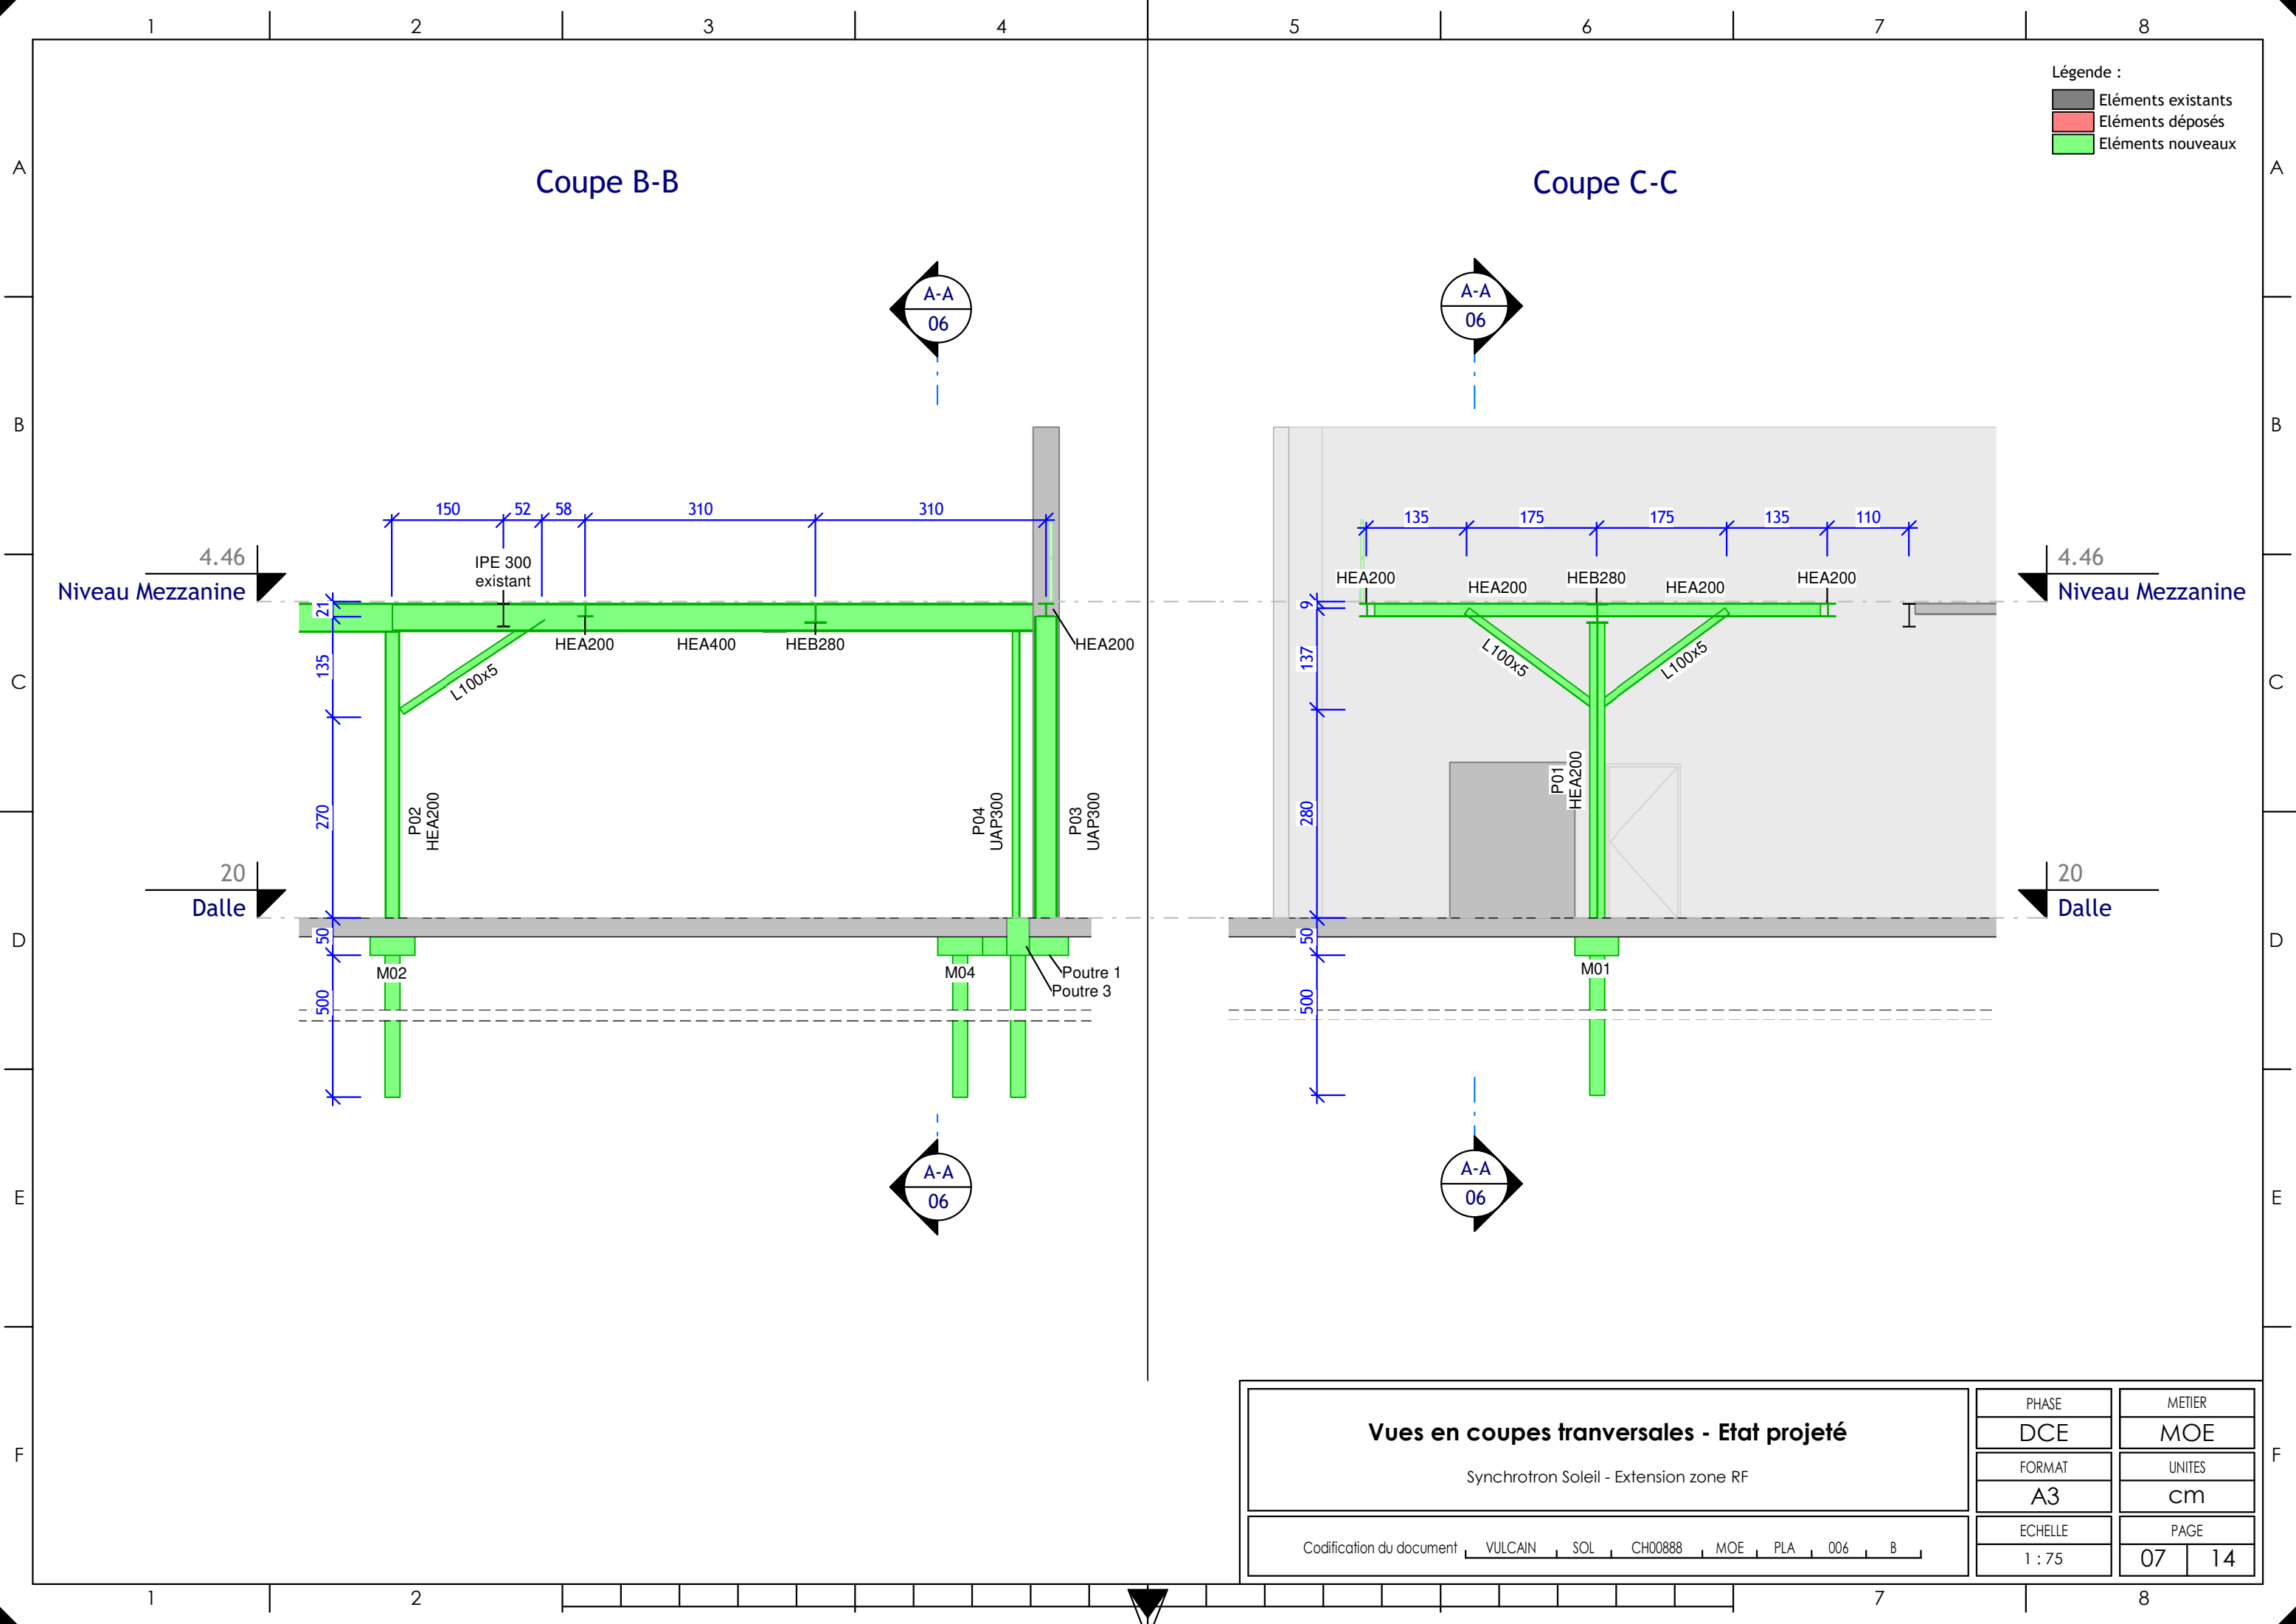 1 2 3 4 5 6 7 8
Légende :
Eléments existants
Eléments déposés
Eléments nouveaux
A A
Coupe B-B
Coupe C-C
A-A
06
A-A
06
B B
150 52 58 310 310
135 175 175 135 110
4.46
Niveau Mezzanine
IPE 300
existant
HEA200 HEA400 HEB280 HEA200
L100x5
21
135
270
50
500
P02
HEA200
P04
UAP300
P03
UAP300
HEA200 HEA200 HEB280 HEA200 HEA200
L100x5 L100x5
9
137
280
50
500
P01
HEA200
4.46
Niveau Mezzanine
C C
20
Dalle
20
Dalle
D D
M02 M04 Poutre 1
Poutre 3
M01
A-A
06
A-A
06
E E
F F
Vues en coupes tranversales - Etat projeté
Synchrotron Soleil - Extension zone RF
Codification du document VULCAIN SOL CH00888 MOE PLA 006 B
PHASE
DCE
METIER
MOE
FORMAT
A3
UNITES
cm
ECHELLE
1 : 75
PAGE
07 14
1 2 7 8